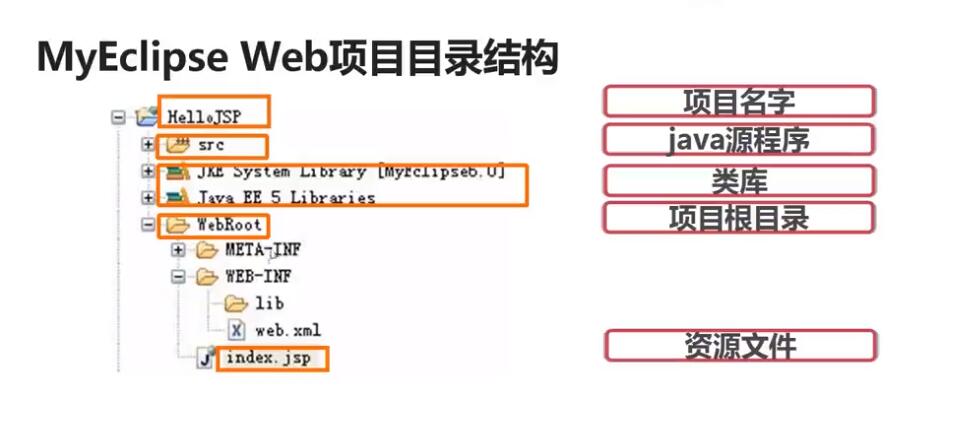 MyEclipse Web项目目录结构
HelloJSP
项目名字
src
java源程序
JRE System Library [MyEclipse6.0]
类库
Java EE 5 Libraries
WebRoot
项目根目录
META-INF
WEB-INF
lib
web.xml
index.jsp
资源文件